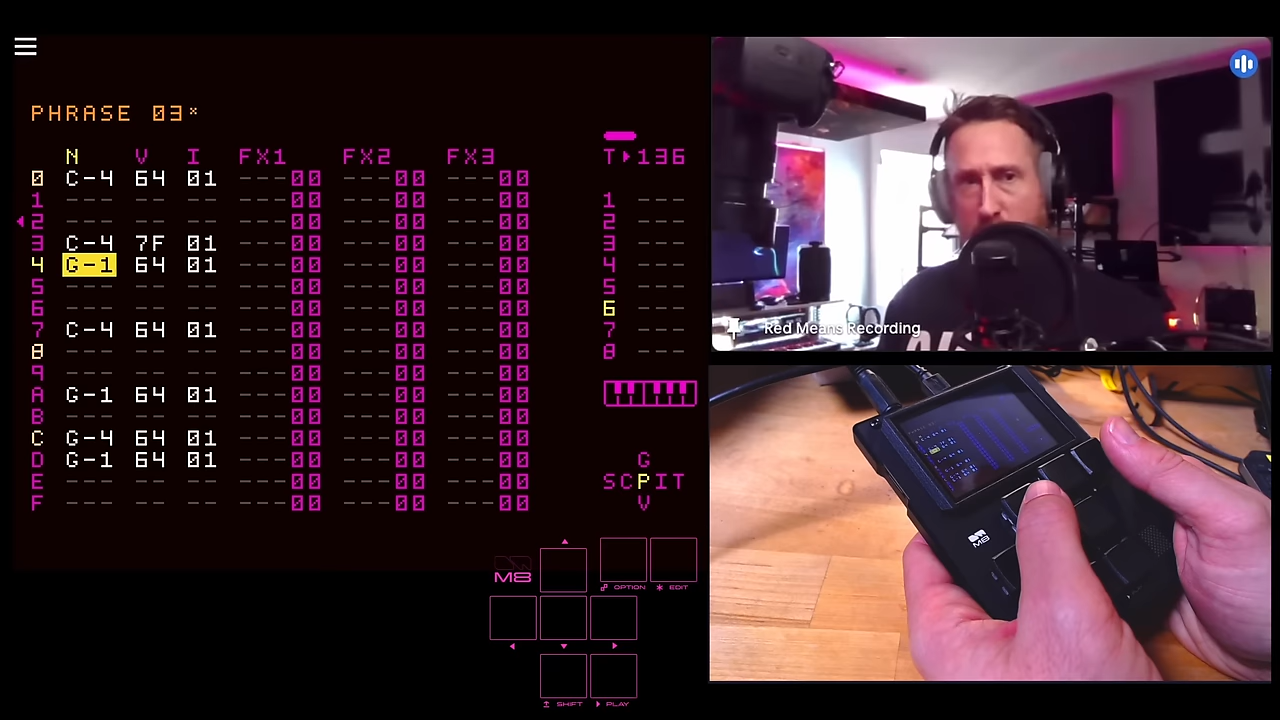 PHRASE 03*
N V I FX1 FX2 FX3 T▸136
0 C-4 64 01 ---00 ---00 ---00
1 --- -- -- ---00 ---00 ---00 1 ---
2 --- -- -- ---00 ---00 ---00 2 ---
3 C-4 7F 01 ---00 ---00 ---00 3 ---
4 G-1 64 01 ---00 ---00 ---00 4 ---
5 --- -- -- ---00 ---00 ---00 5 ---
6 --- -- -- ---00 ---00 ---00 6 ---
7 C-4 64 01 ---00 ---00 ---00 7 ---
8 --- -- -- ---00 ---00 ---00 8 ---
9 --- -- -- ---00 ---00 ---00
A G-1 64 01 ---00 ---00 ---00
B --- -- -- ---00 ---00 ---00
C G-4 64 01 ---00 ---00 ---00
D G-1 64 01 ---00 ---00 ---00 G
E --- -- -- ---00 ---00 ---00 SCPIT
F --- -- -- ---00 ---00 ---00 V
M8
OPTION
EDIT
SHIFT
PLAY
Red Means Recording
M8